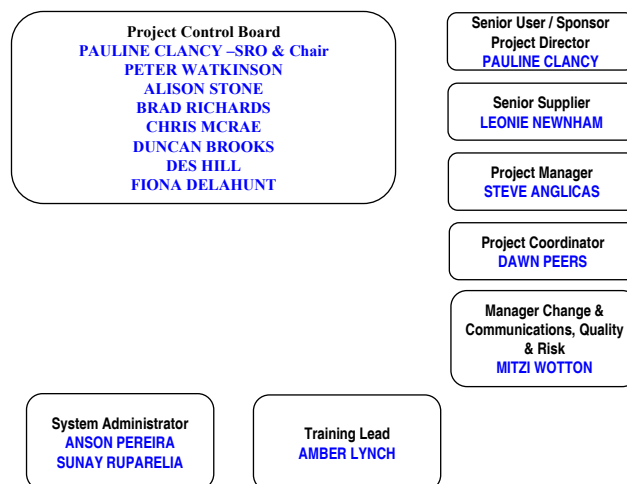 Project Control Board
PAULINE CLANCY –SRO & Chair
PETER WATKINSON
ALISON STONE
BRAD RICHARDS
CHRIS MCRAE
DUNCAN BROOKS
DES HILL
FIONA DELAHUNT
Senior User / Sponsor
Project Director
PAULINE CLANCY
Senior Supplier
LEONIE NEWNHAM
Project Manager
STEVE ANGLICAS
Project Coordinator
DAWN PEERS
Manager Change &
Communications, Quality
& Risk
MITZI WOTTON
System Administrator
ANSON PEREIRA
SUNAY RUPARELIA
Training Lead
AMBER LYNCH